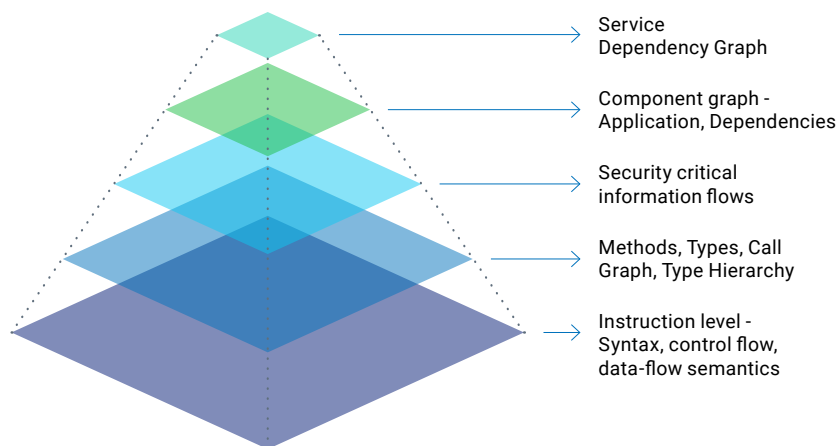 Service
Dependency Graph
Component graph -
Application, Dependencies
Security critical
information flows
Methods, Types, Call
Graph, Type Hierarchy
Instruction level -
Syntax, control flow,
data-flow semantics